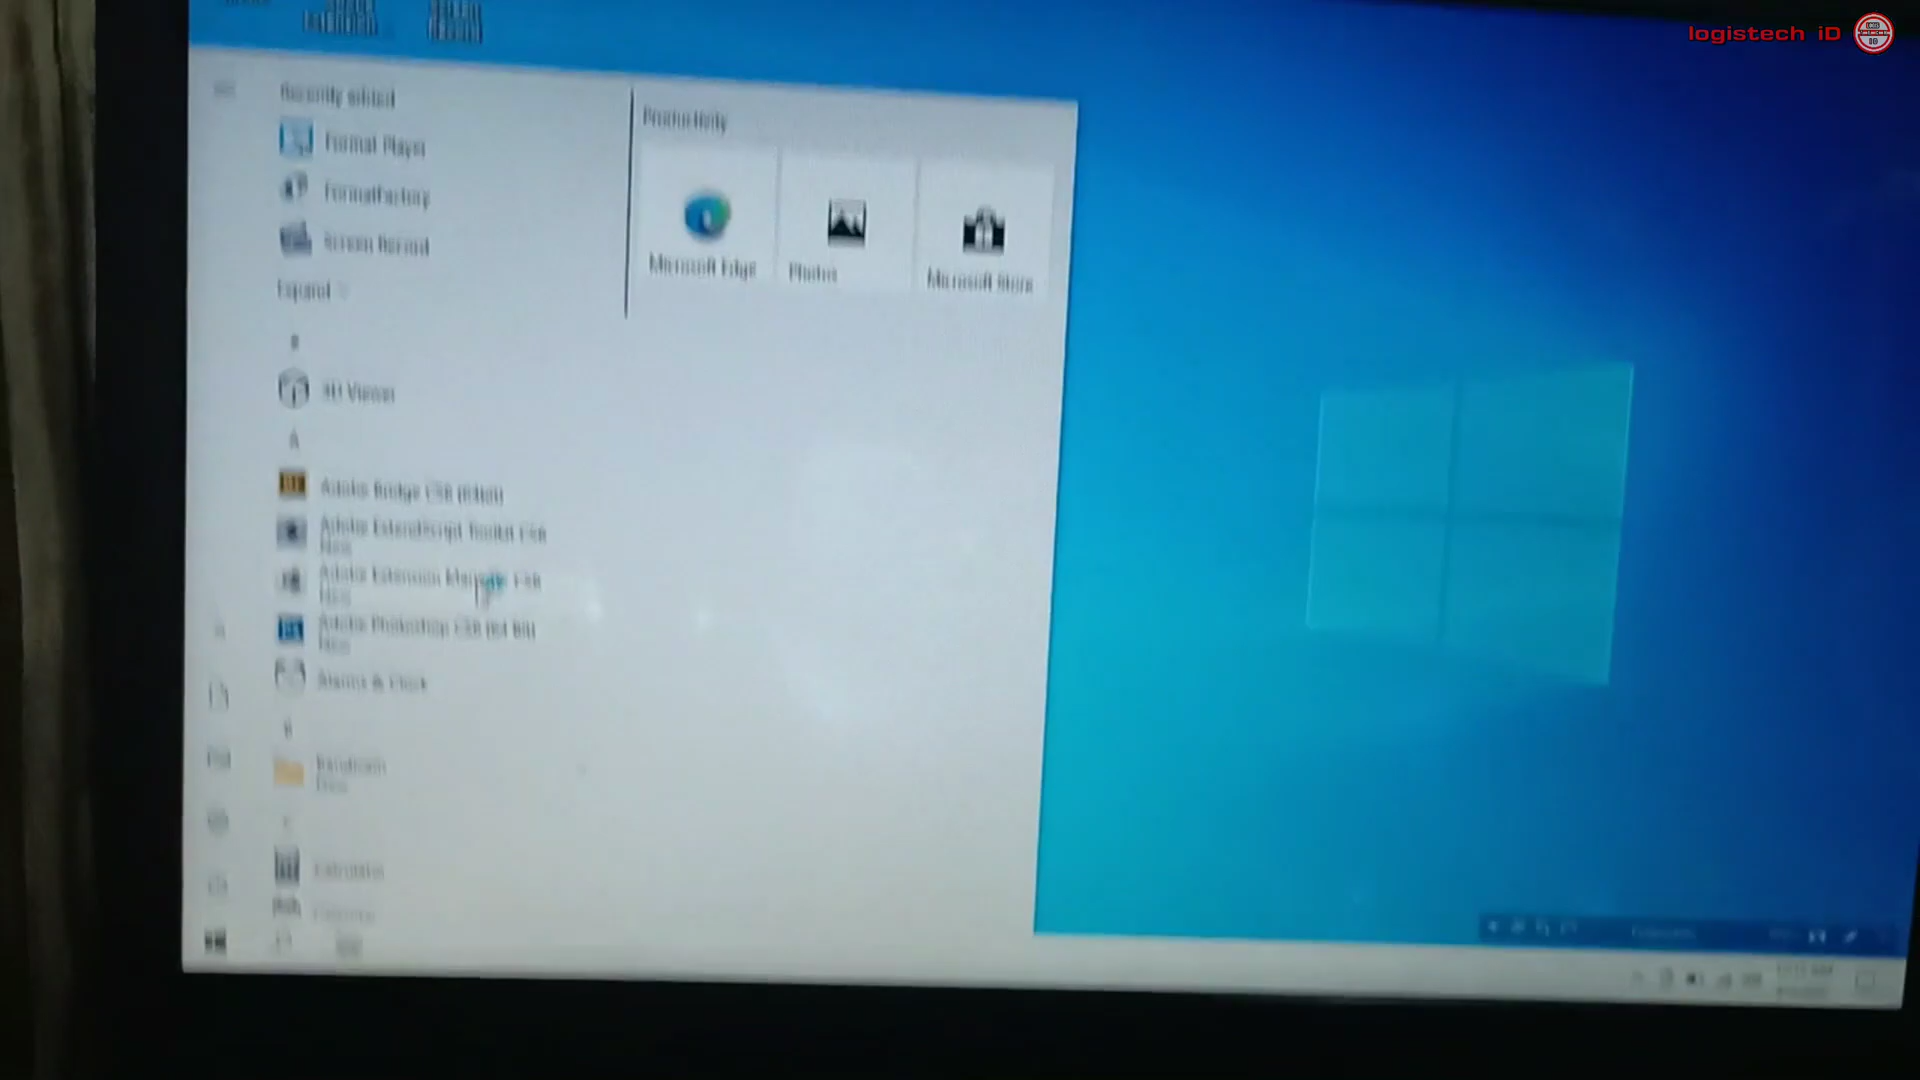 logistech iD
Recently added
Productivity
Format Player
FormatFactory
Screen Record
Microsoft Edge
Photos
Microsoft Store
Expand
#
3D Viewer
A
Adobe Bridge CS6 (64bit)
Adobe ExtendScript Toolkit CS6
New
Adobe Extension Manager CS6
New
Adobe Photoshop CS6 (64 Bit)
New
Alarms & Clock
B
Bandicam
New
C
Calculator
Calendar